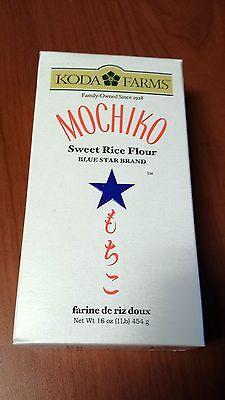 KODA FARMS
Family-Owned Since 1928
MOCHIKO
Sweet Rice Flour
BLUE STAR BRAND
TM
もちこ
farine de riz doux
Net Wt 16 oz (1Lb) 454 g